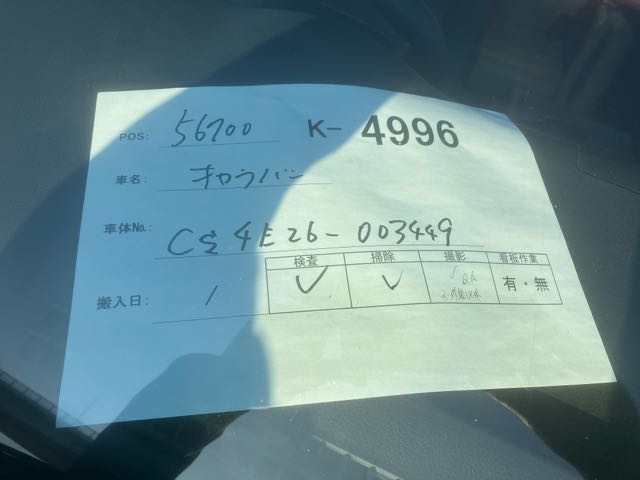 POS: 56700 K- 4996
車名: キャラバン
車体No.: CS4E26-003449
検査 掃除 撮影 看板作業
搬入日: / ✓ ✓ ✓ 有・無